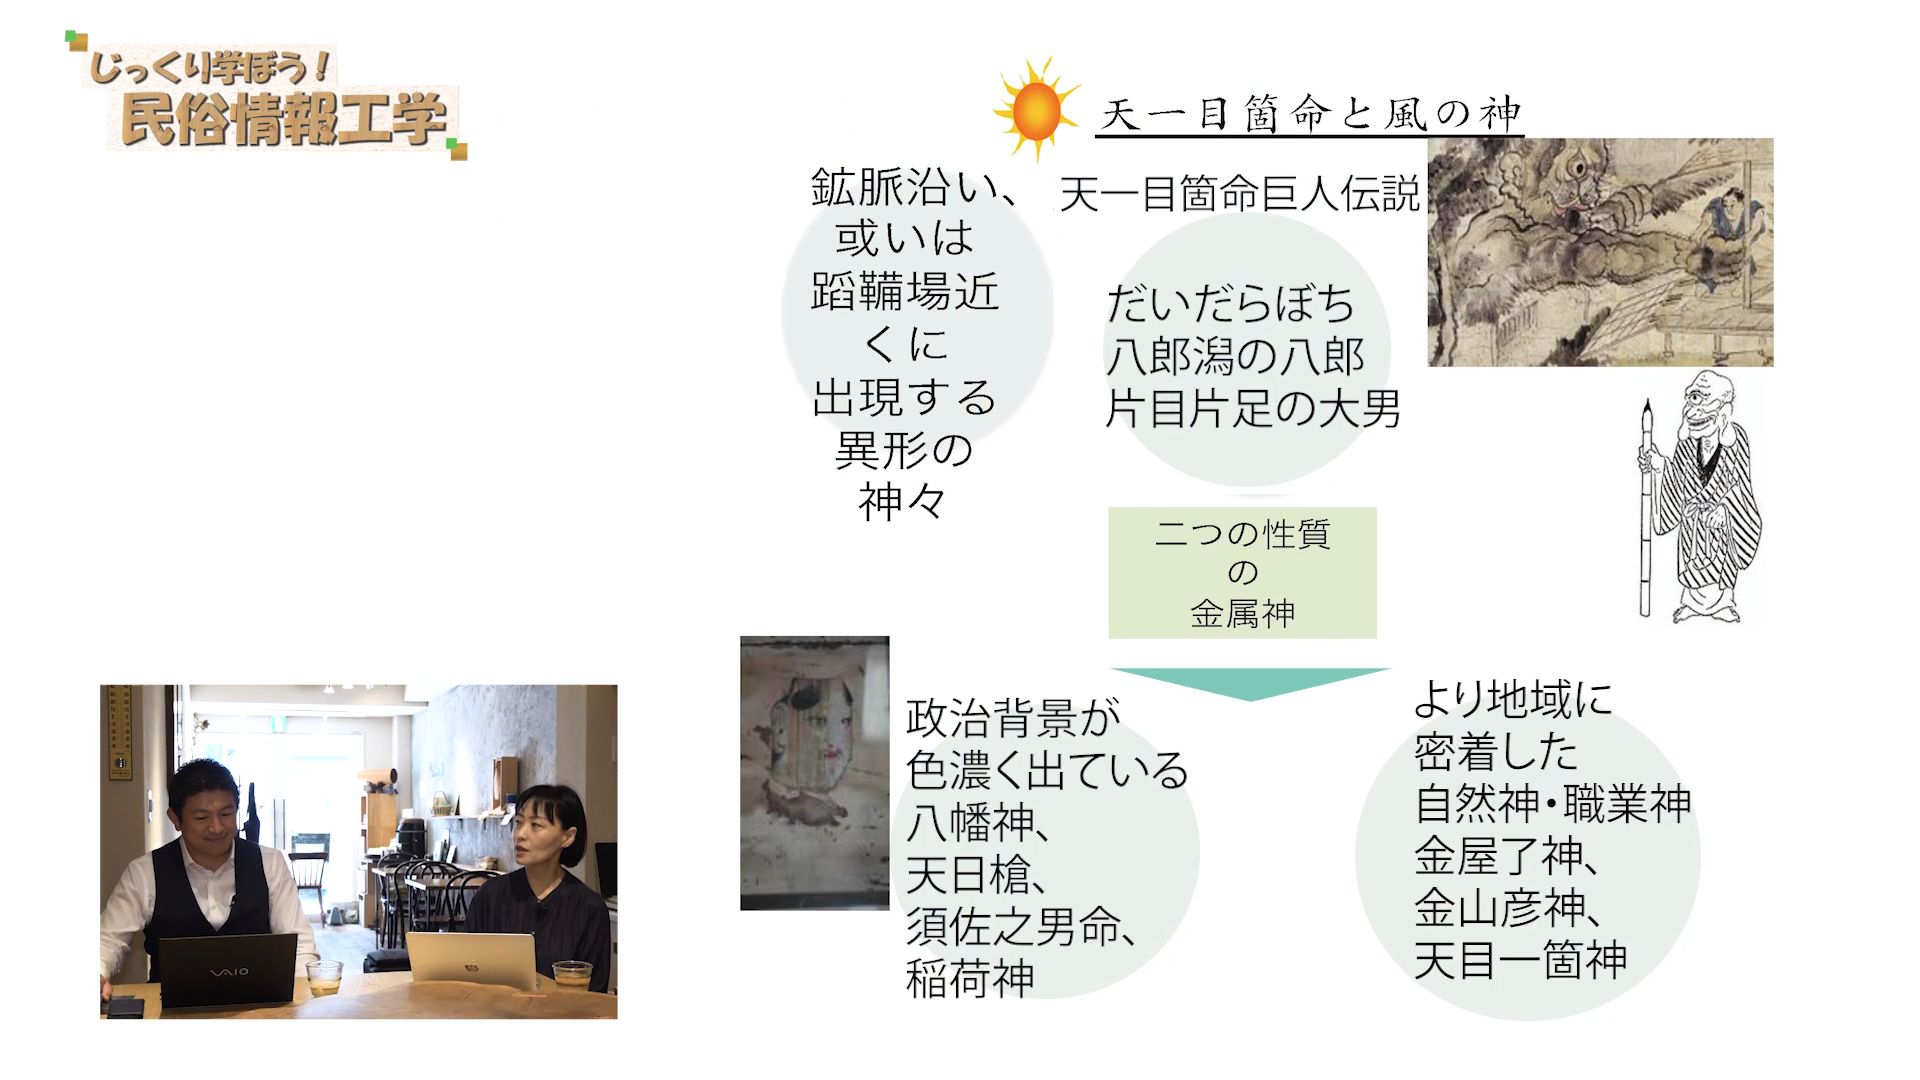 じっくり学ぼう!
民俗情報工学
天一目箇命と風の神
鉱脈沿い、
或いは
蹈鞴場近
くに
出現する
異形の
神々
天一目箇命巨人伝説
だいだらぼち
八郎潟の八郎
片目片足の大男
二つの性質
の
金属神
政治背景が
色濃く出ている
八幡神、
天日槍、
須佐之男命、
稲荷神
より地域に
密着した
自然神・職業神
金屋了神、
金山彦神、
天目一箇神
VAIO